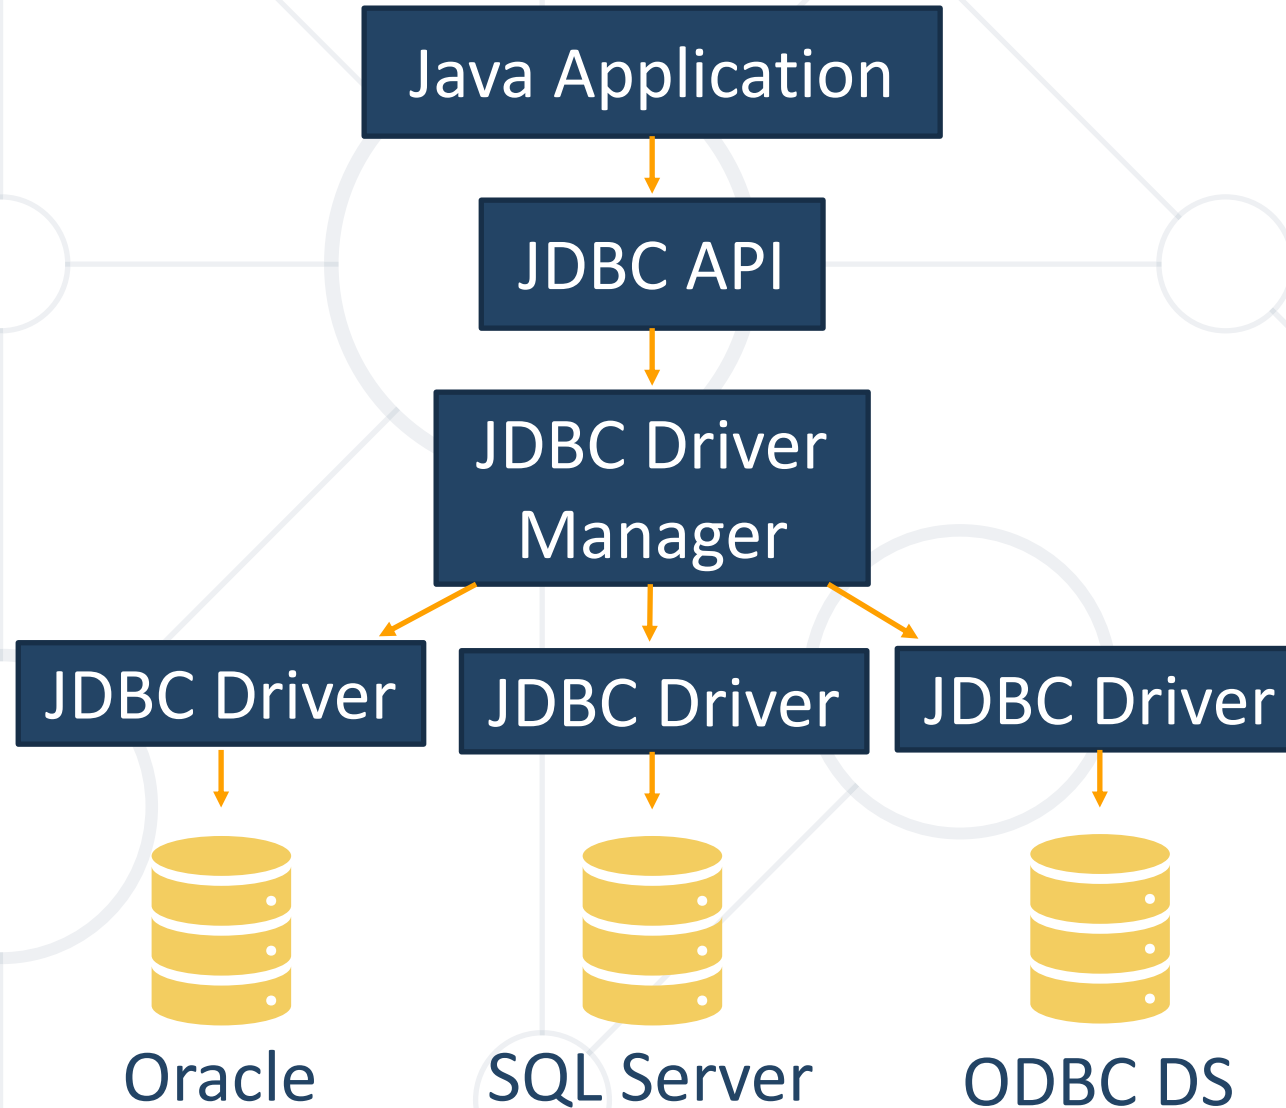 Java Application
JDBC API
JDBC Driver
Manager
JDBC Driver
JDBC Driver
JDBC Driver
Oracle
SQL Server
ODBC DS